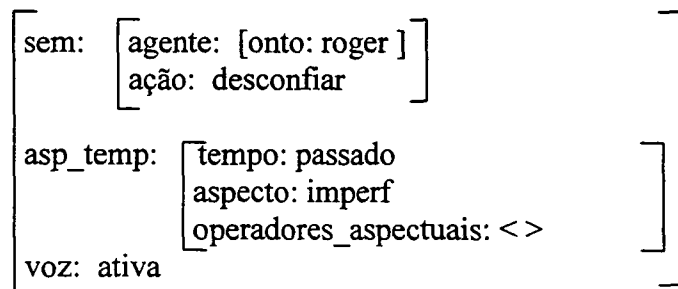 sem: agente: [onto: roger ]
ação: desconfiar
asp_temp: tempo: passado
aspecto: imperf
operadores_aspectuais: < >
voz: ativa